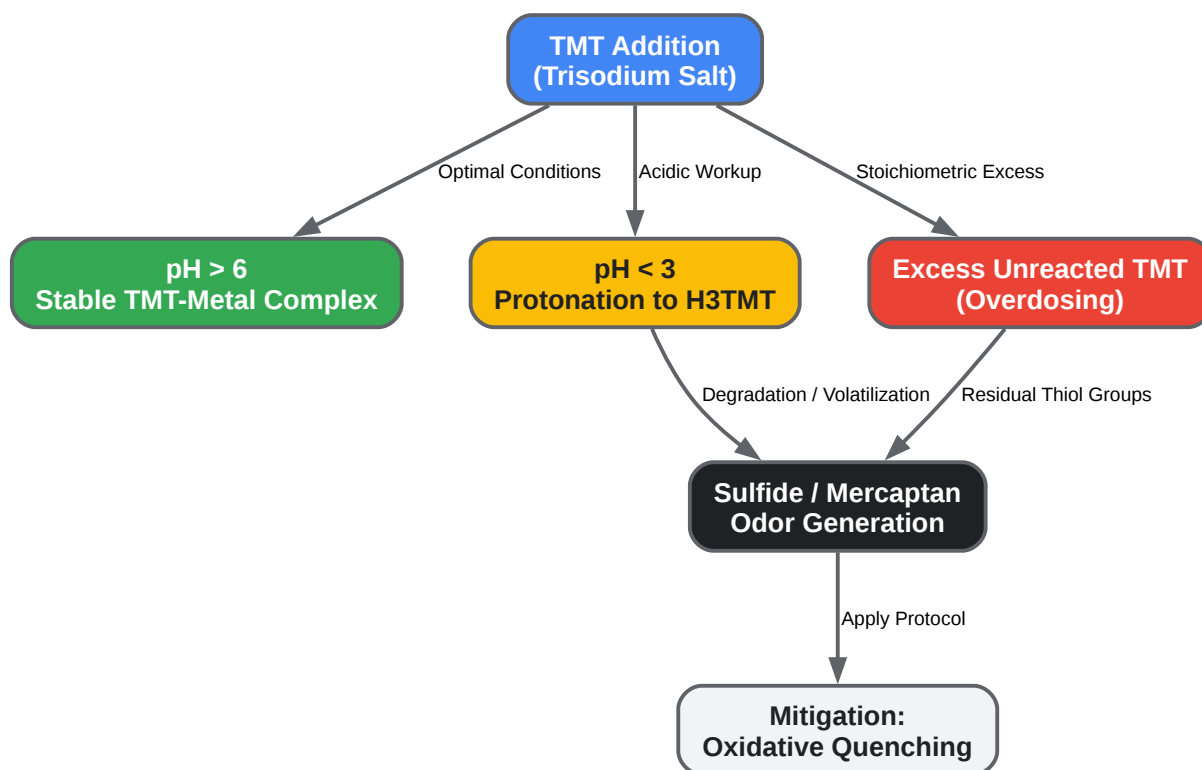 TMT Addition
(Trisodium Salt)
Optimal Conditions
Acidic Workup
Stoichiometric Excess
pH > 6
Stable TMT-Metal Complex
pH < 3
Protonation to H3TMT
Excess Unreacted TMT
(Overdosing)
Degradation / Volatilization
Residual Thiol Groups
Sulfide / Mercaptan
Odor Generation
Apply Protocol
Mitigation:
Oxidative Quenching